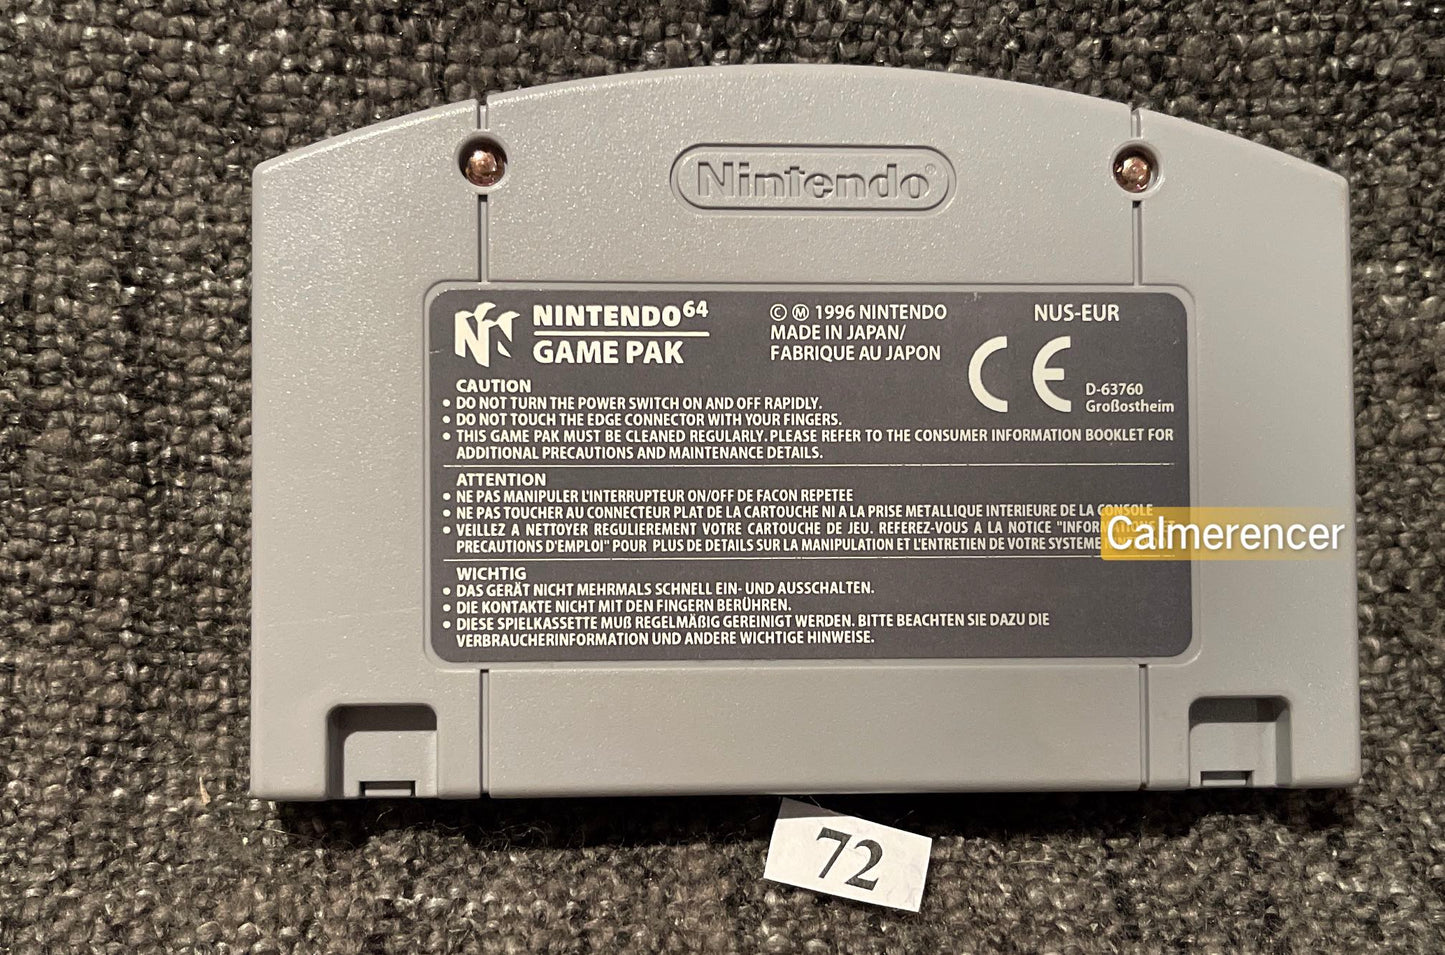 Nintendo®
NINTENDO 64
GAME PAK
© Ⓜ 1996 NINTENDO
MADE IN JAPAN/
FABRIQUE AU JAPON
NUS-EUR
CE
D-63760
Großostheim
CAUTION
• DO NOT TURN THE POWER SWITCH ON AND OFF RAPIDLY.
• DO NOT TOUCH THE EDGE CONNECTOR WITH YOUR FINGERS.
• THIS GAME PAK MUST BE CLEANED REGULARLY. PLEASE REFER TO THE CONSUMER INFORMATION BOOKLET FOR
ADDITIONAL PRECAUTIONS AND MAINTENANCE DETAILS.
ATTENTION
• NE PAS MANIPULER L'INTERRUPTEUR ON/OFF DE FACON REPETEE
• NE PAS TOUCHER AU CONNECTEUR PLAT DE LA CARTOUCHE NI A LA PRISE METALLIQUE INTERIEURE DE LA CONSOLE
• VEILLEZ A NETTOYER REGULIEREMENT VOTRE CARTOUCHE DE JEU. REFEREZ-VOUS A LA NOTICE "INFORMATIONS ET
PRECAUTIONS D'EMPLOI" POUR PLUS DE DETAILS SUR LA MANIPULATION ET L'ENTRETIEN DE VOTRE SYSTEME
Calmerencer
WICHTIG
• DAS GERÄT NICHT MEHRMALS SCHNELL EIN- UND AUSSCHALTEN.
• DIE KONTAKTE NICHT MIT DEN FINGERN BERÜHREN.
• DIESE SPIELKASSETTE MUß REGELMÄßIG GEREINIGT WERDEN. BITTE BEACHTEN SIE DAZU DIE
VERBRAUCHERINFORMATION UND ANDERE WICHTIGE HINWEISE.
72